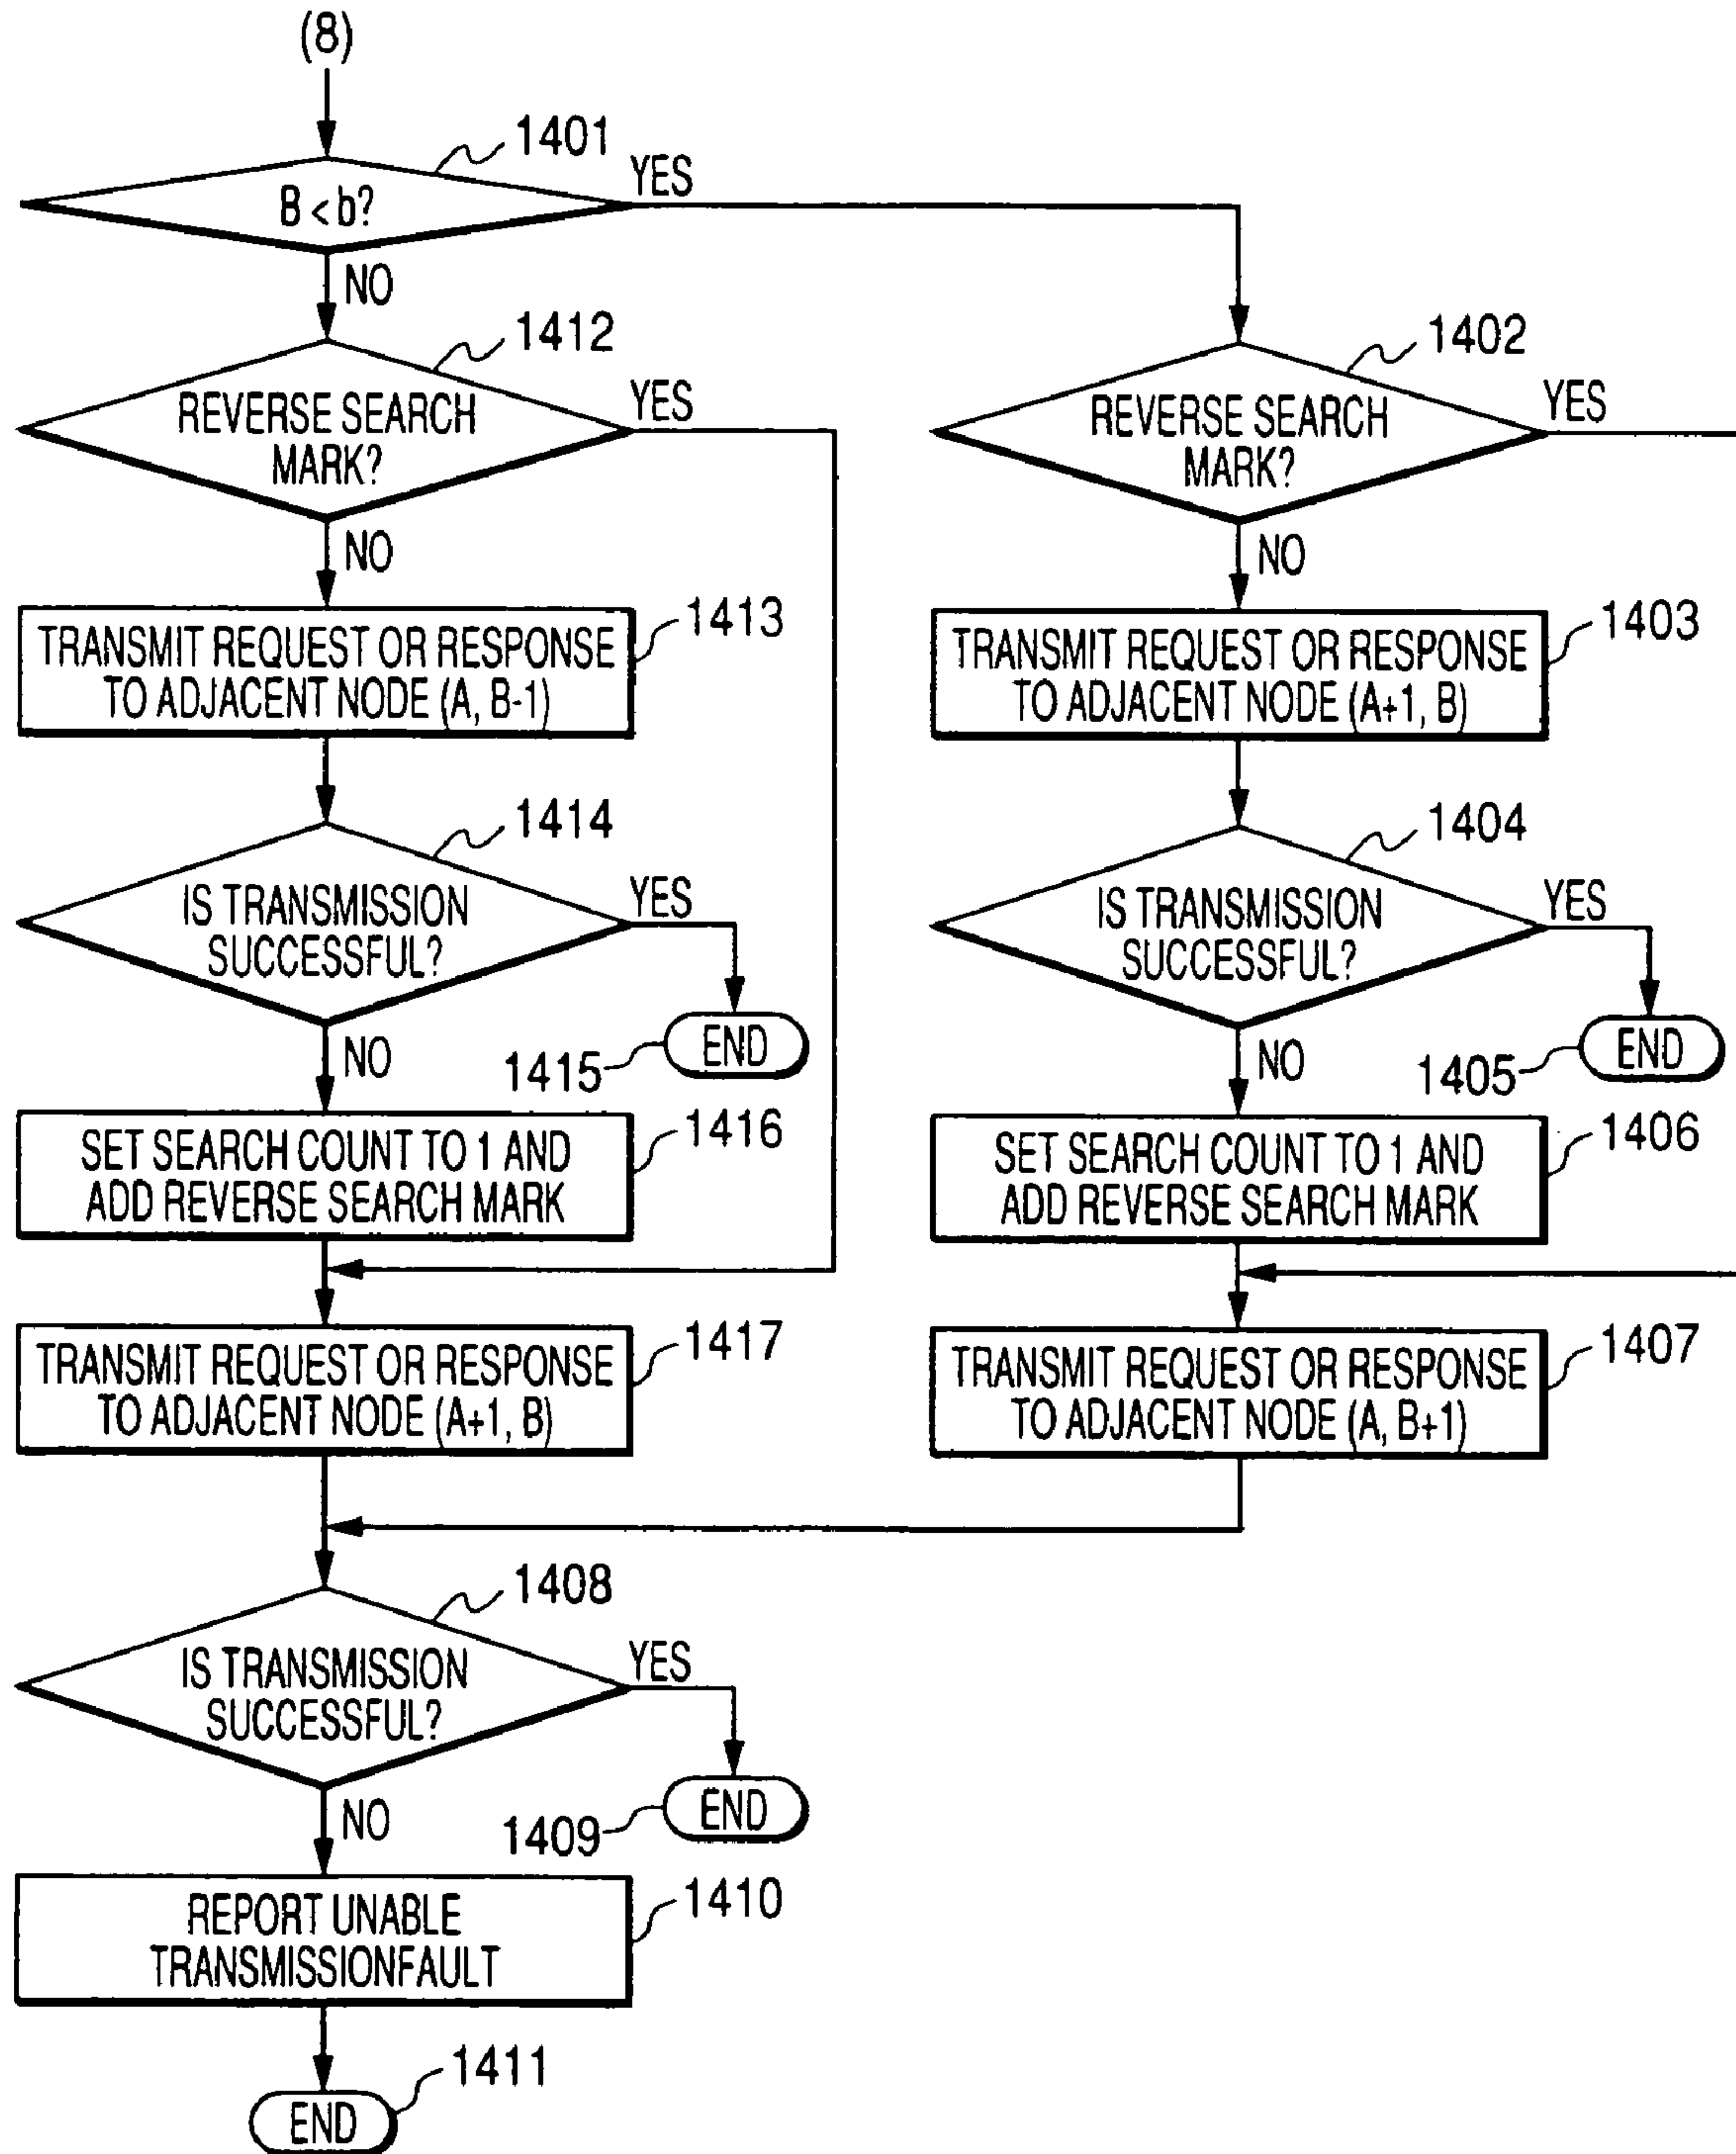 (8)
1401
B < b?
YES
NO
1412
REVERSE SEARCH
MARK?
YES
NO
1402
REVERSE SEARCH
MARK?
YES
NO
1413
TRANSMIT REQUEST OR RESPONSE
TO ADJACENT NODE (A, B-1)
1403
TRANSMIT REQUEST OR RESPONSE
TO ADJACENT NODE (A+1, B)
1414
IS TRANSMISSION
SUCCESSFUL?
YES
NO
1415
END
1404
IS TRANSMISSION
SUCCESSFUL?
YES
NO
1405
END
1416
SET SEARCH COUNT TO 1 AND
ADD REVERSE SEARCH MARK
1406
SET SEARCH COUNT TO 1 AND
ADD REVERSE SEARCH MARK
1417
TRANSMIT REQUEST OR RESPONSE
TO ADJACENT NODE (A+1, B)
1407
TRANSMIT REQUEST OR RESPONSE
TO ADJACENT NODE (A, B+1)
1408
IS TRANSMISSION
SUCCESSFUL?
YES
NO
1409
END
1410
REPORT UNABLE
TRANSMISSIONFAULT
1411
END